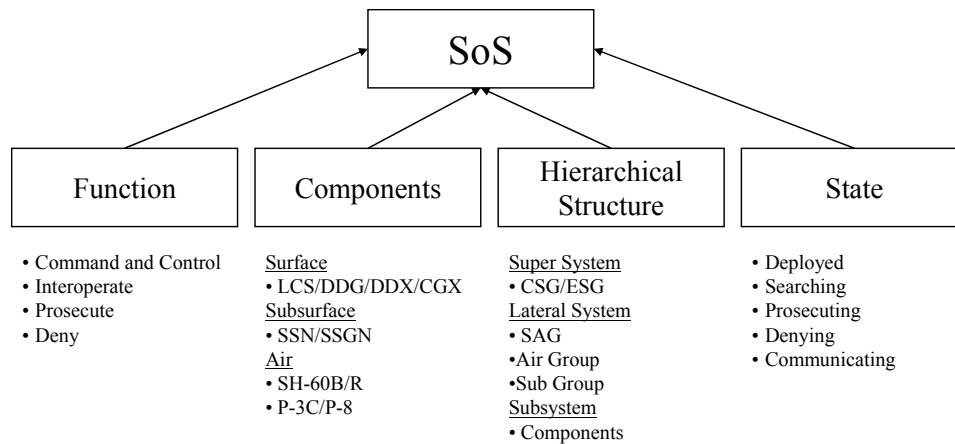 SoS
Function
Components
Hierarchical
Structure
State
• Command and Control
• Interoperate
• Prosecute
• Deny
Surface
• LCS/DDG/DDX/CGX
Subsurface
• SSN/SSGN
Air
• SH-60B/R
• P-3C/P-8
Super System
• CSG/ESG
Lateral System
• SAG
•Air Group
•Sub Group
Subsystem
• Components
• Deployed
• Searching
• Prosecuting
• Denying
• Communicating